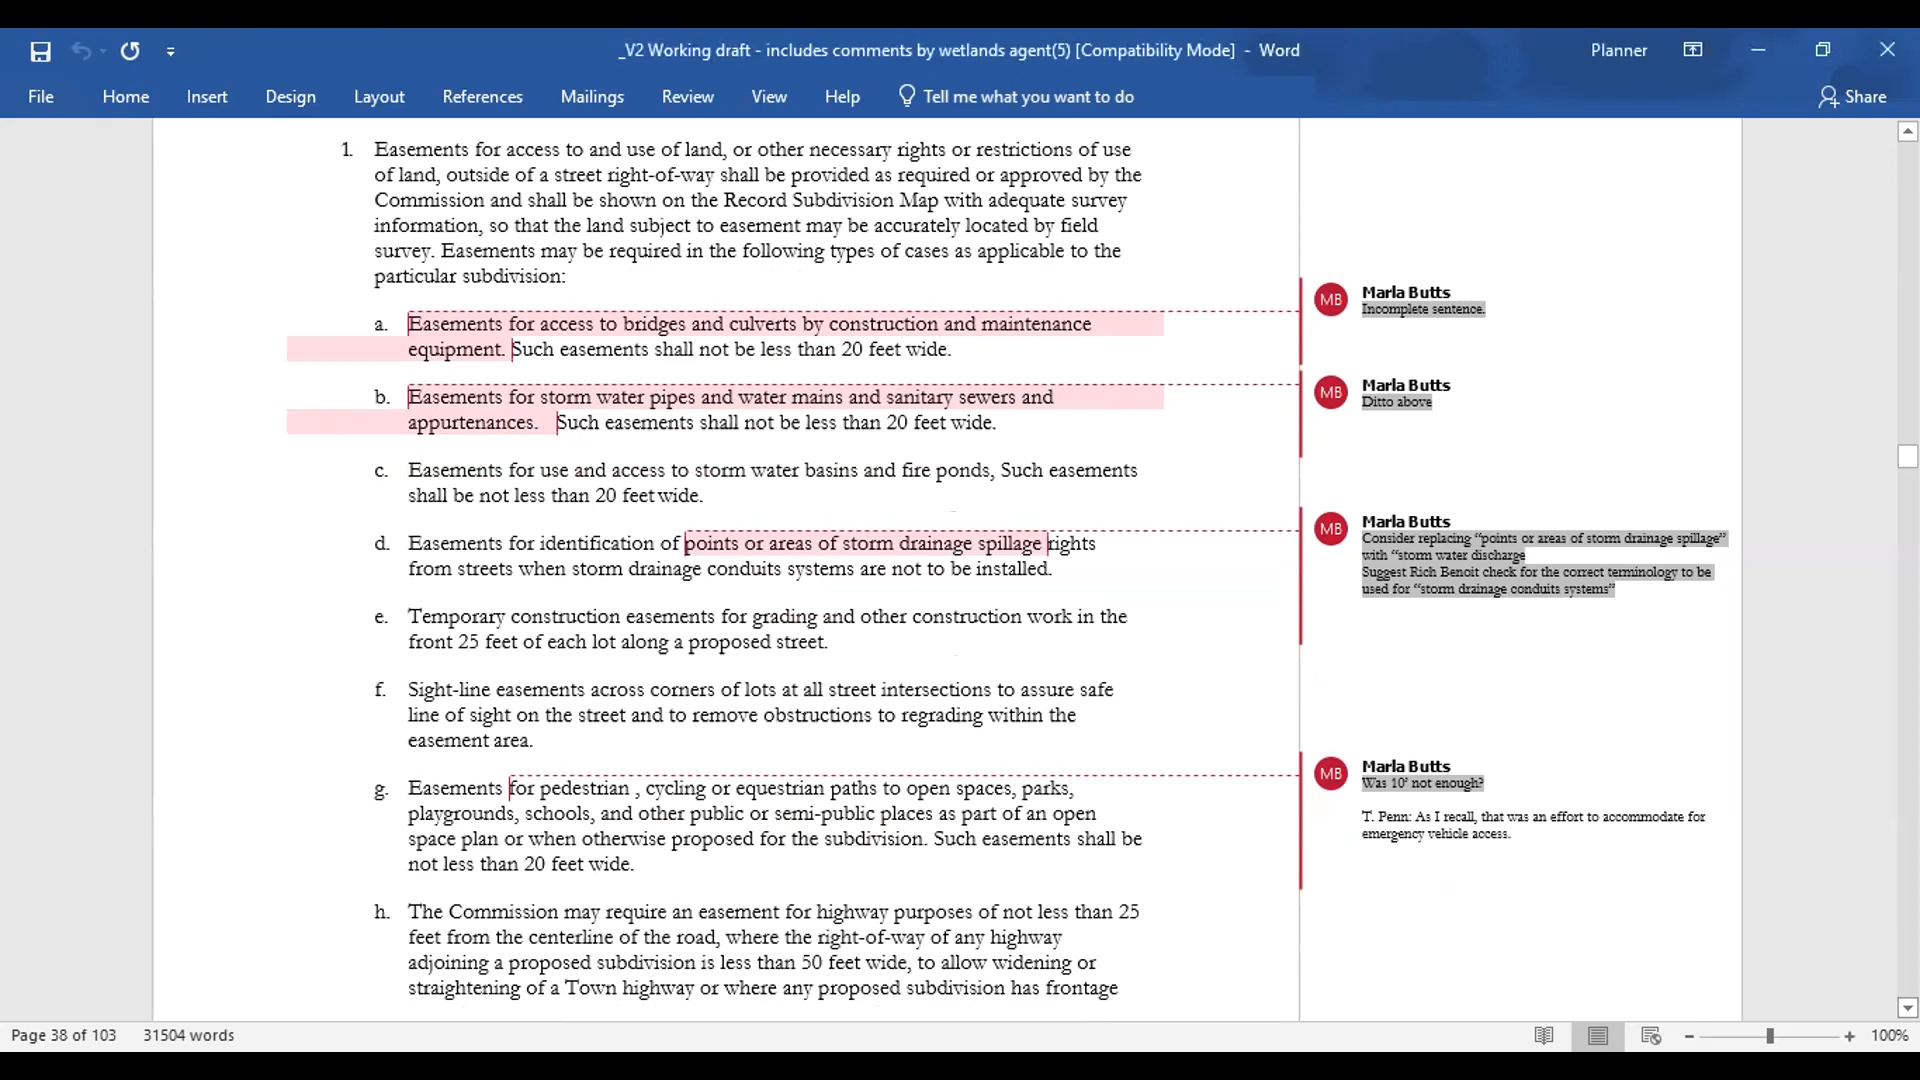 _V2 Working draft - includes comments by wetlands agent(5) [Compatibility Mode] - Word
Planner
File Home Insert Design Layout References Mailings Review View Help Tell me what you want to do Share
1. Easements for access to and use of land, or other necessary rights or restrictions of use
of land, outside of a street right-of-way shall be provided as required or approved by the
Commission and shall be shown on the Record Subdivision Map with adequate survey
information, so that the land subject to easement may be accurately located by field
survey. Easements may be required in the following types of cases as applicable to the
particular subdivision:
a. Easements for access to bridges and culverts by construction and maintenance
equipment. Such easements shall not be less than 20 feet wide.
b. Easements for storm water pipes and water mains and sanitary sewers and
appurtenances. Such easements shall not be less than 20 feet wide.
c. Easements for use and access to storm water basins and fire ponds, Such easements
shall be not less than 20 feet wide.
d. Easements for identification of points or areas of storm drainage spillage rights
from streets when storm drainage conduits systems are not to be installed.
e. Temporary construction easements for grading and other construction work in the
front 25 feet of each lot along a proposed street.
f. Sight-line easements across corners of lots at all street intersections to assure safe
line of sight on the street and to remove obstructions to regrading within the
easement area.
g. Easements for pedestrian , cycling or equestrian paths to open spaces, parks,
playgrounds, schools, and other public or semi-public places as part of an open
space plan or when otherwise proposed for the subdivision. Such easements shall be
not less than 20 feet wide.
h. The Commission may require an easement for highway purposes of not less than 25
feet from the centerline of the road, where the right-of-way of any highway
adjoining a proposed subdivision is less than 50 feet wide, to allow widening or
straightening of a Town highway or where any proposed subdivision has frontage
MB Marla Butts
Incomplete sentence.
MB Marla Butts
Ditto above
MB Marla Butts
Consider replacing “points or areas of storm drainage spillage”
with “storm water discharge
Suggest Rich Benoit check for the correct terminology to be
used for “storm drainage conduits systems”
MB Marla Butts
Was 10’ not enough?
T. Penn: As I recall, that was an effort to accommodate for
emergency vehicle access.
Page 38 of 103 31504 words
100%